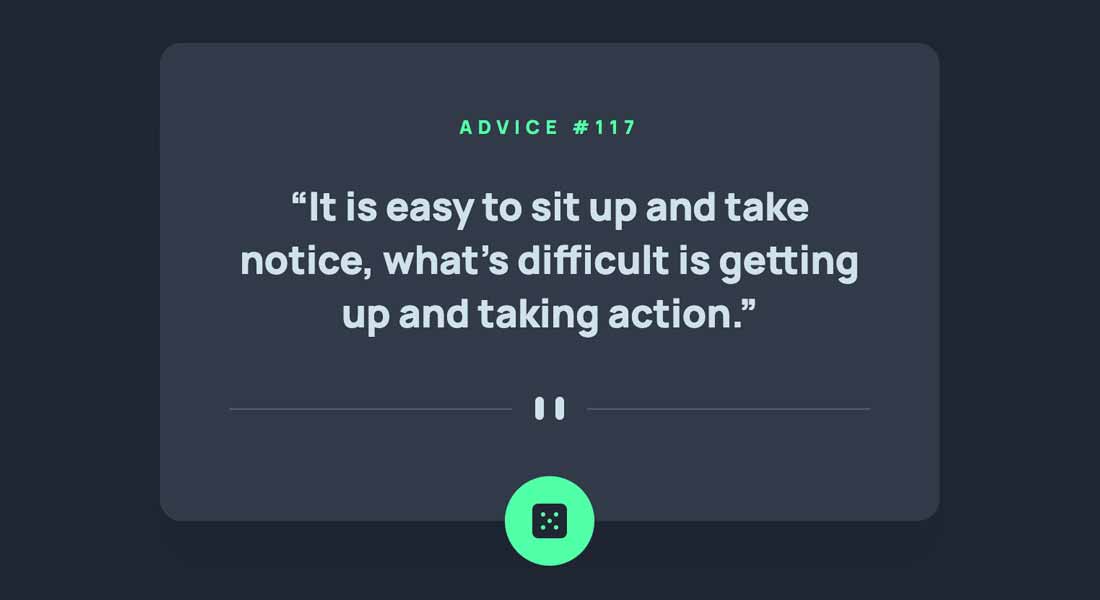 ADVICE #117
“It is easy to sit up and take
notice, what’s difficult is getting
up and taking action.”